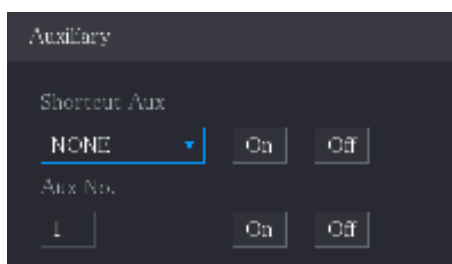 Auxiliary
Shortcut Aux
NONE On Off
Aux No.
1 On Off